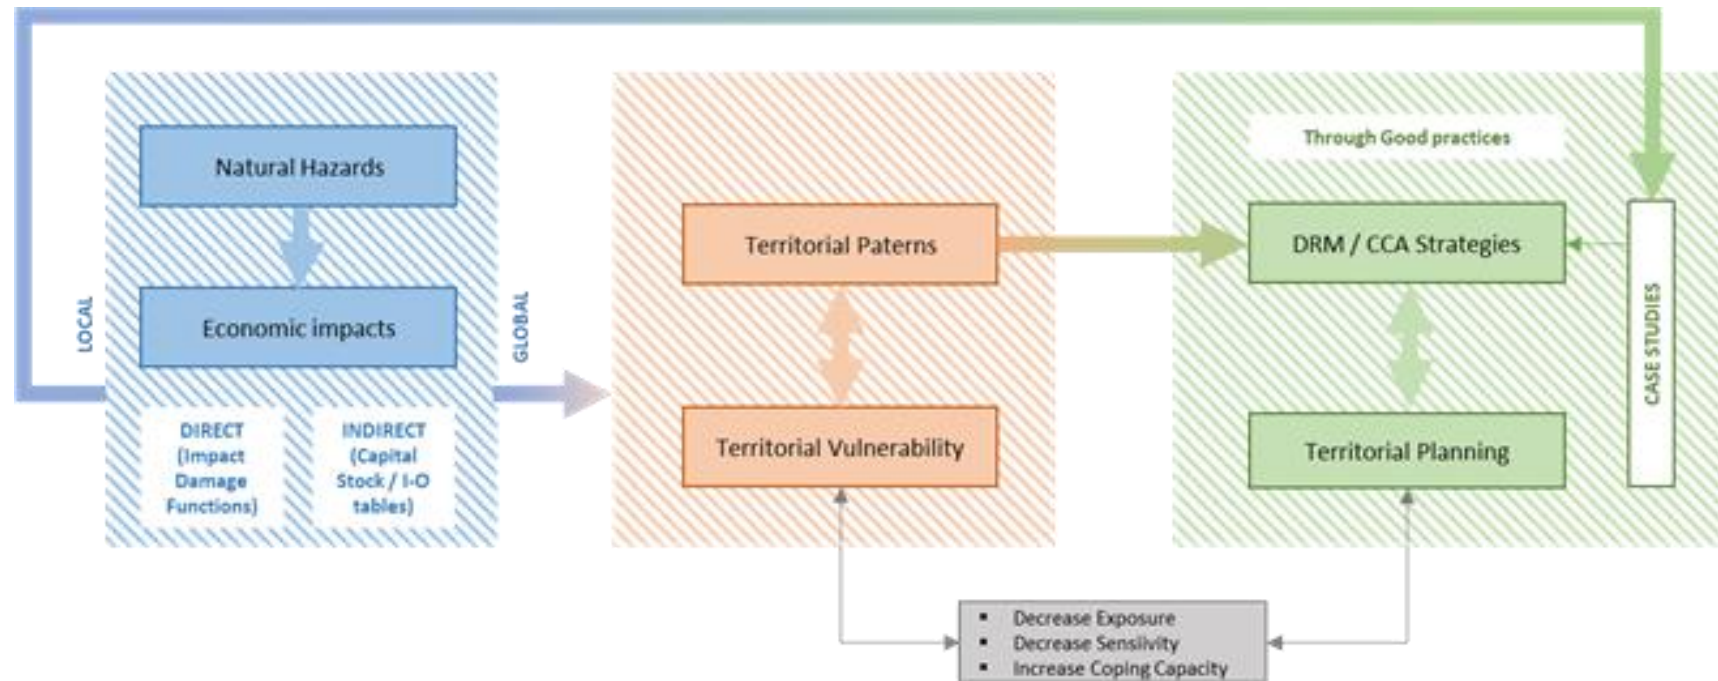 Natural Hazards
Economic impacts
LOCAL
GLOBAL
DIRECT
(Impact
Damage
Functions)
INDIRECT
(Capital
Stock / I-O
tables)
Territorial Paterns
Territorial Vulnerability
Through Good practices
DRM / CCA Strategies
Territorial Planning
CASE STUDIES
▪ Decrease Exposure
▪ Decrease Sensiivity
▪ Increase Coping Capacity